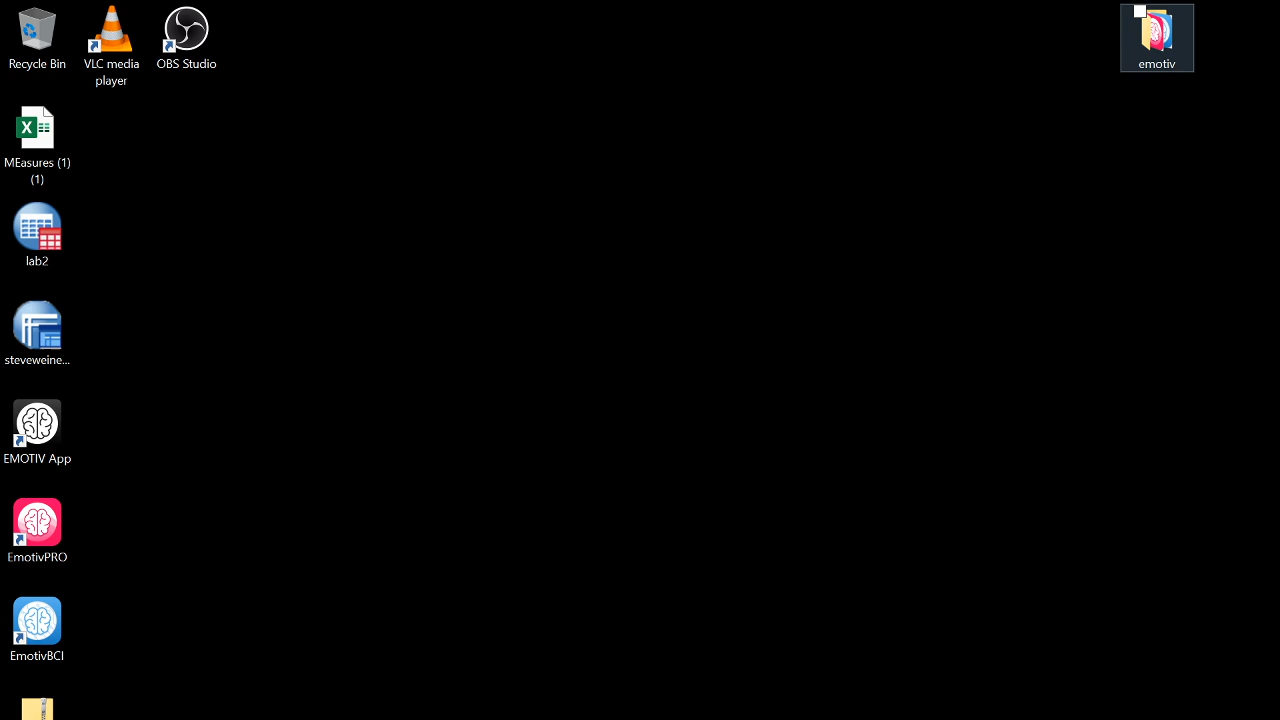 Recycle Bin
VLC media
player
OBS Studio
emotiv
MEasures (1)
(1)
lab2
steveweine...
EMOTIV App
EmotivPRO
EmotivBCI